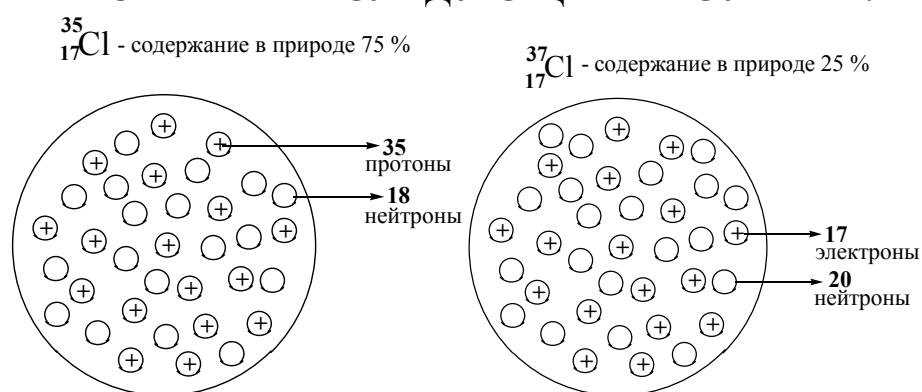 35
17Cl - содержание в природе 75 %
37
17Cl - содержание в природе 25 %
35
протоны
18
нейтроны
17
электроны
20
нейтроны